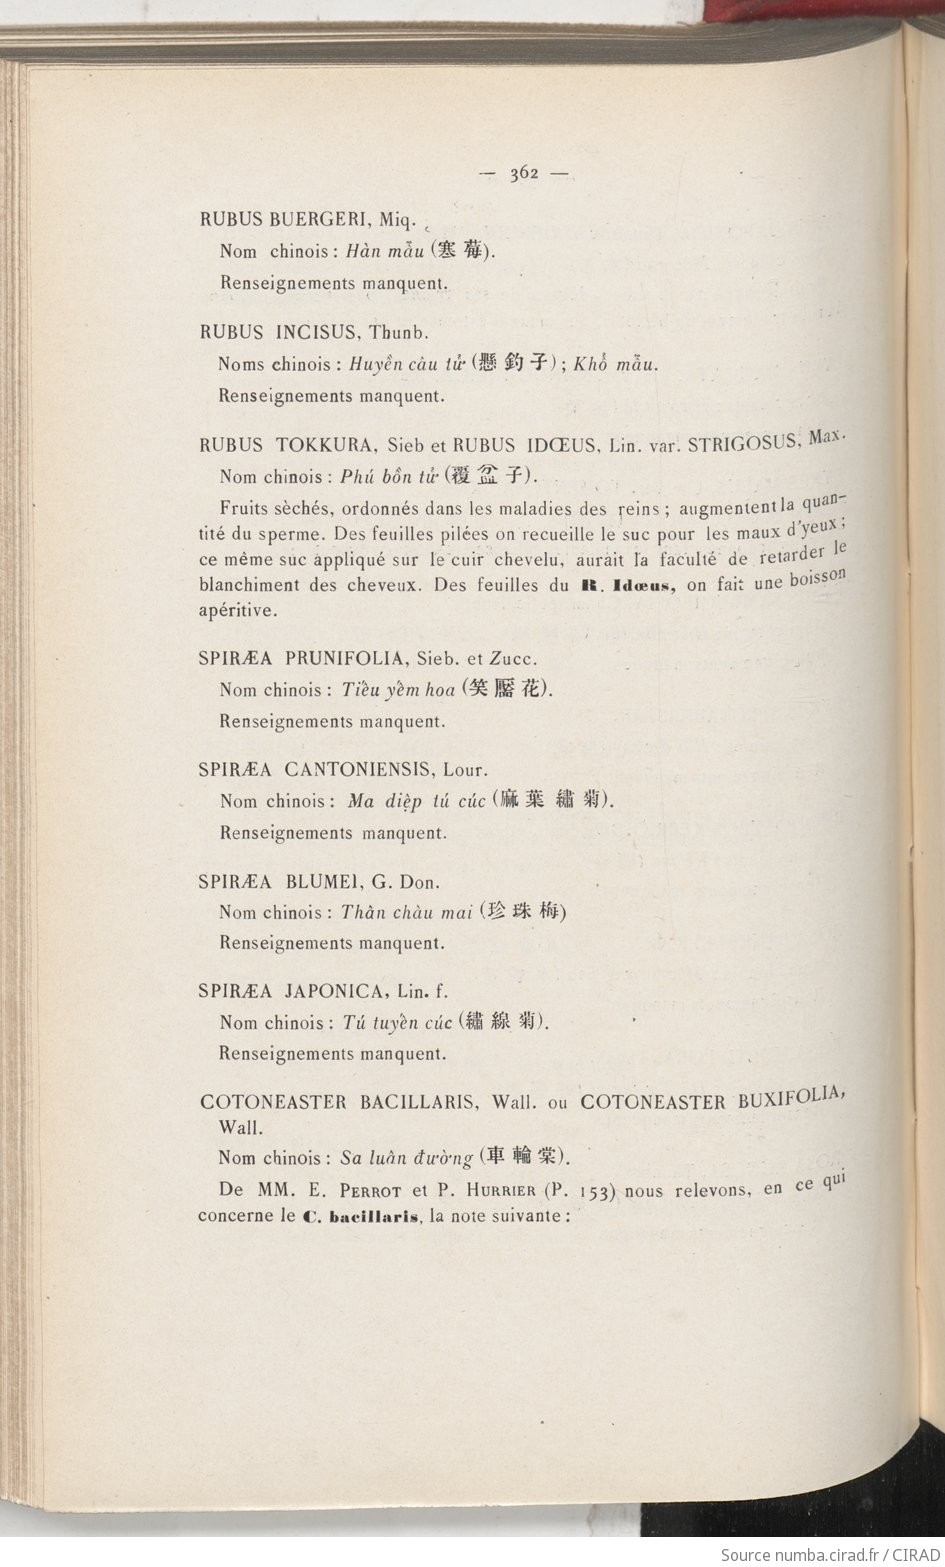 — 362 —
RUBUS BUERGERI, Miq.
Nom chinois : Hàn mẫu (寒莓).
Renseignements manquent.
RUBUS INCISUS, Thunb.
Noms chinois : Huyền câu tử (懸鈎子) ; Khổ mẫu.
Renseignements manquent.
RUBUS TOKKURA, Sieb et RUBUS IDŒUS, Lin. var. STRIGOSUS, Max.
Nom chinois : Phú bồn tử (覆盆子).
Fruits sèchés, ordonnés dans les maladies des reins ; augmentent la quan-
tité du sperme. Des feuilles pilées on recueille le suc pour les maux d'yeux ;
ce même suc appliqué sur le cuir chevelu, aurait la faculté de retarder le
blanchiment des cheveux. Des feuilles du R. Idœus, on fait une boisson
apéritive.
SPIRÆA PRUNIFOLIA, Sieb. et Zucc.
Nom chinois : Tiều yềm hoa (笑靨花).
Renseignements manquent.
SPIRÆA CANTONIENSIS, Lour.
Nom chinois : Ma diệp tú cúc (麻葉繡菊).
Renseignements manquent.
SPIRÆA BLUMEI, G. Don.
Nom chinois : Thân châu mai (珍珠梅)
Renseignements manquent.
SPIRÆA JAPONICA, Lin. f.
Nom chinois : Tú tuyền cúc (繡線菊).
Renseignements manquent.
COTONEASTER BACILLARIS, Wall. ou COTONEASTER BUXIFOLIA,
Wall.
Nom chinois : Sa luân đường (車輪棠).
De MM. E. PERROT et P. HURRIER (P. 153) nous relevons, en ce qui
concerne le C. bacillaris, la note suivante :
Source numba.cirad.fr / CIRAD